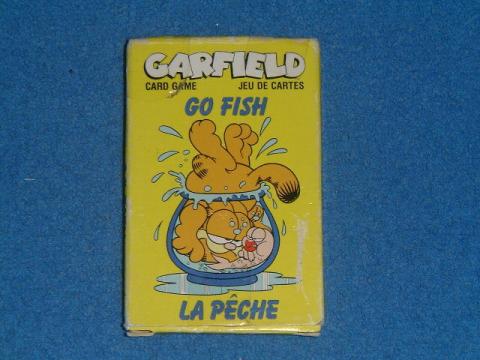 GARFIELD
CARD GAME JEU DE CARTES
GO FISH
LA PÊCHE